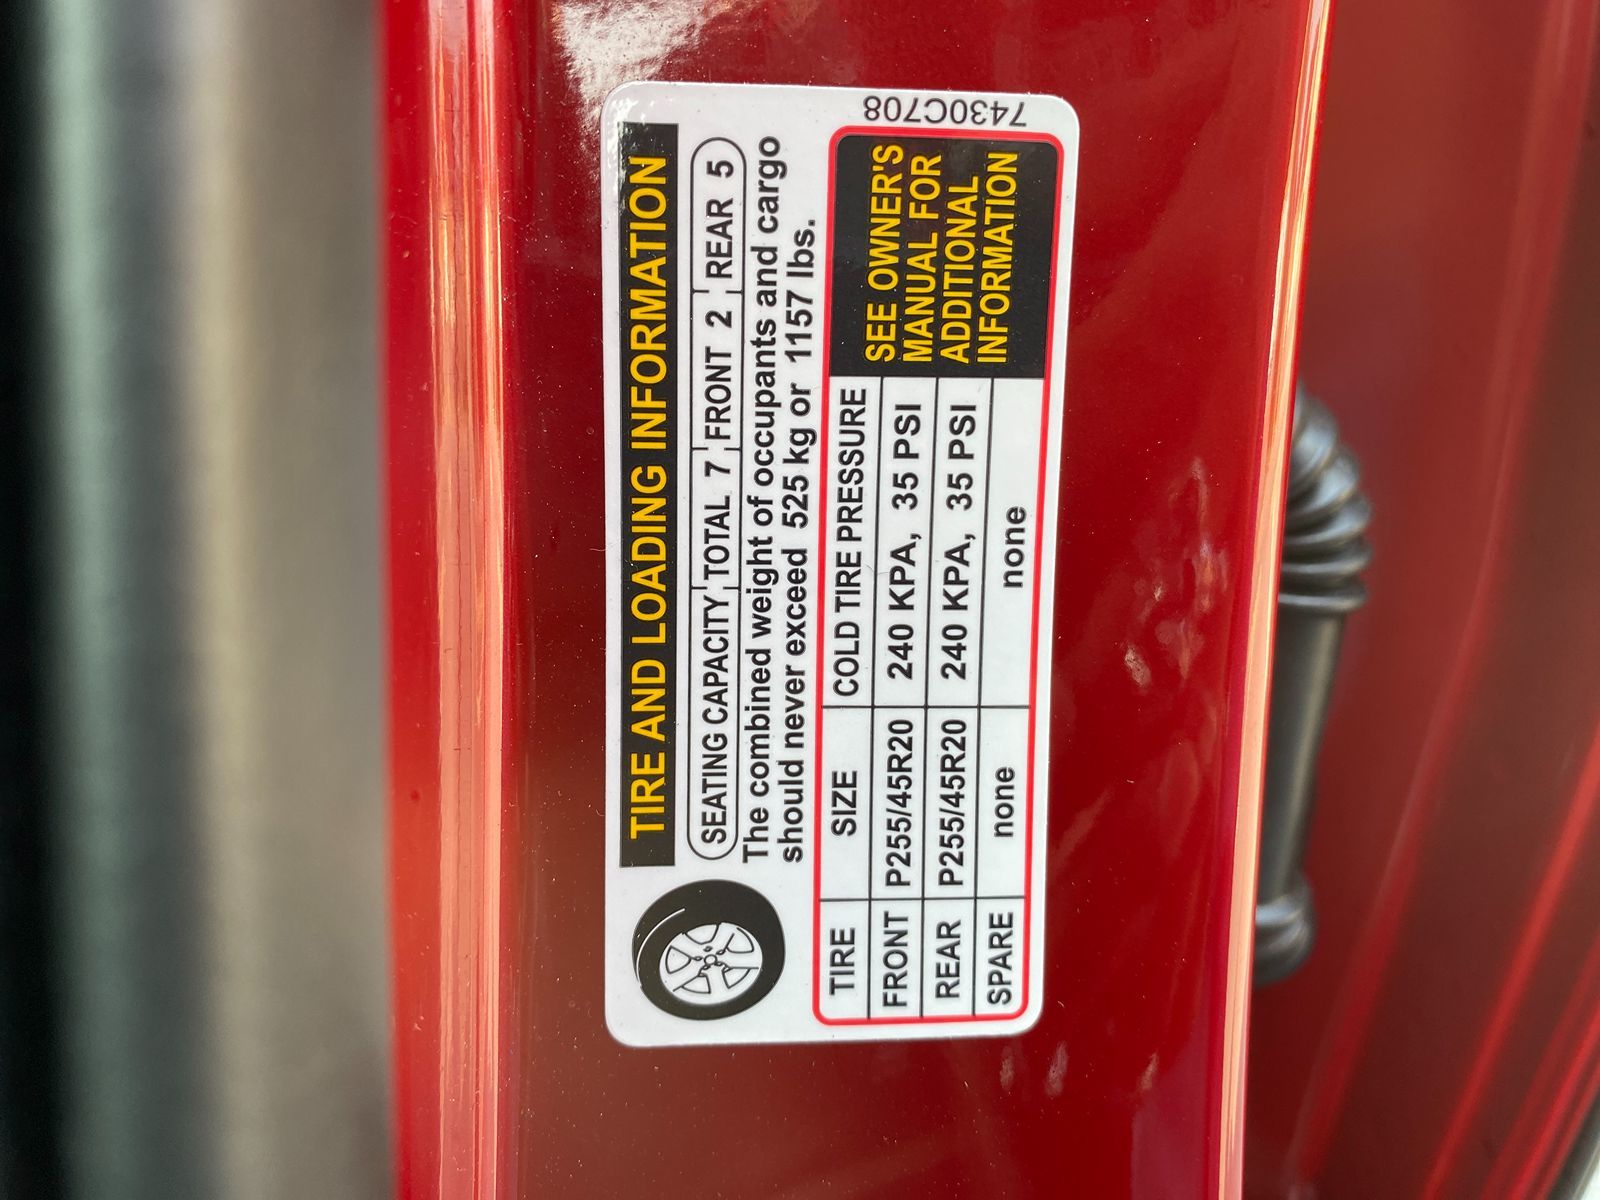 TIRE AND LOADING INFORMATION
SEATING CAPACITY TOTAL 7 FRONT 2 REAR 5
The combined weight of occupants and cargo
should never exceed 525 kg or 1157 lbs.
TIRE SIZE COLD TIRE PRESSURE
FRONT P255/45R20 240 KPA, 35 PSI
REAR P255/45R20 240 KPA, 35 PSI
SPARE none none
SEE OWNER'S
MANUAL FOR
ADDITIONAL
INFORMATION
7430C708